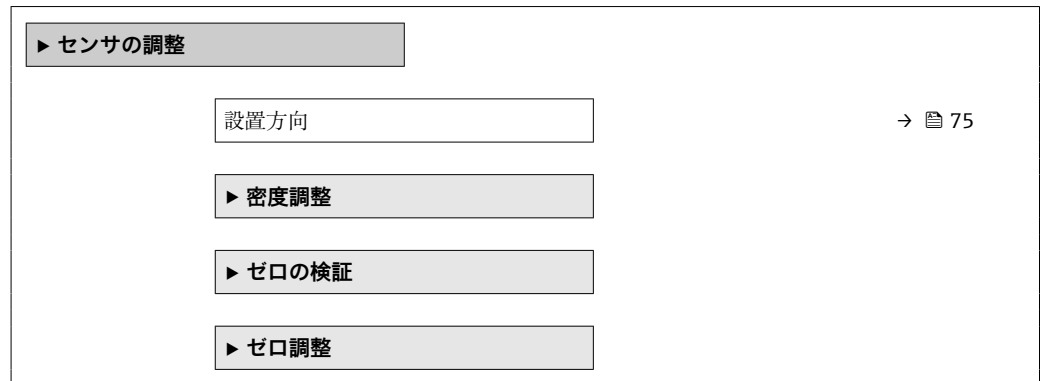 ▶ センサの調整
設置方向 → 🖹 75
▶ 密度調整
▶ ゼロの検証
▶ ゼロ調整